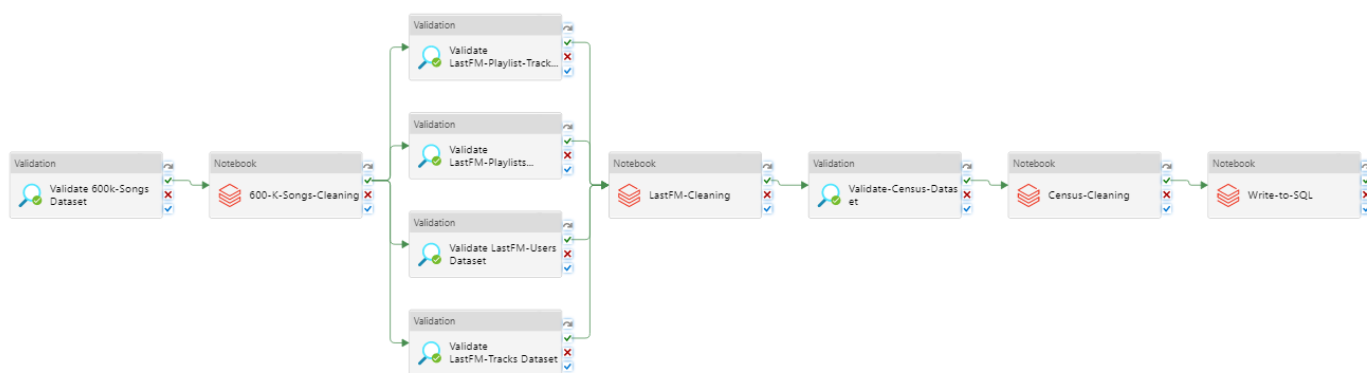 Validation
Validate 600k-Songs
Dataset
Notebook
600-K-Songs-Cleaning
Validation
Validate
LastFM-Playlist-Track...
Validation
Validate
LastFM-Playlists...
Validation
Validate LastFM-Users
Dataset
Validation
Validate
LastFM-Tracks Dataset
Notebook
LastFM-Cleaning
Validation
Validate-Census-Datas
et
Notebook
Census-Cleaning
Notebook
Write-to-SQL